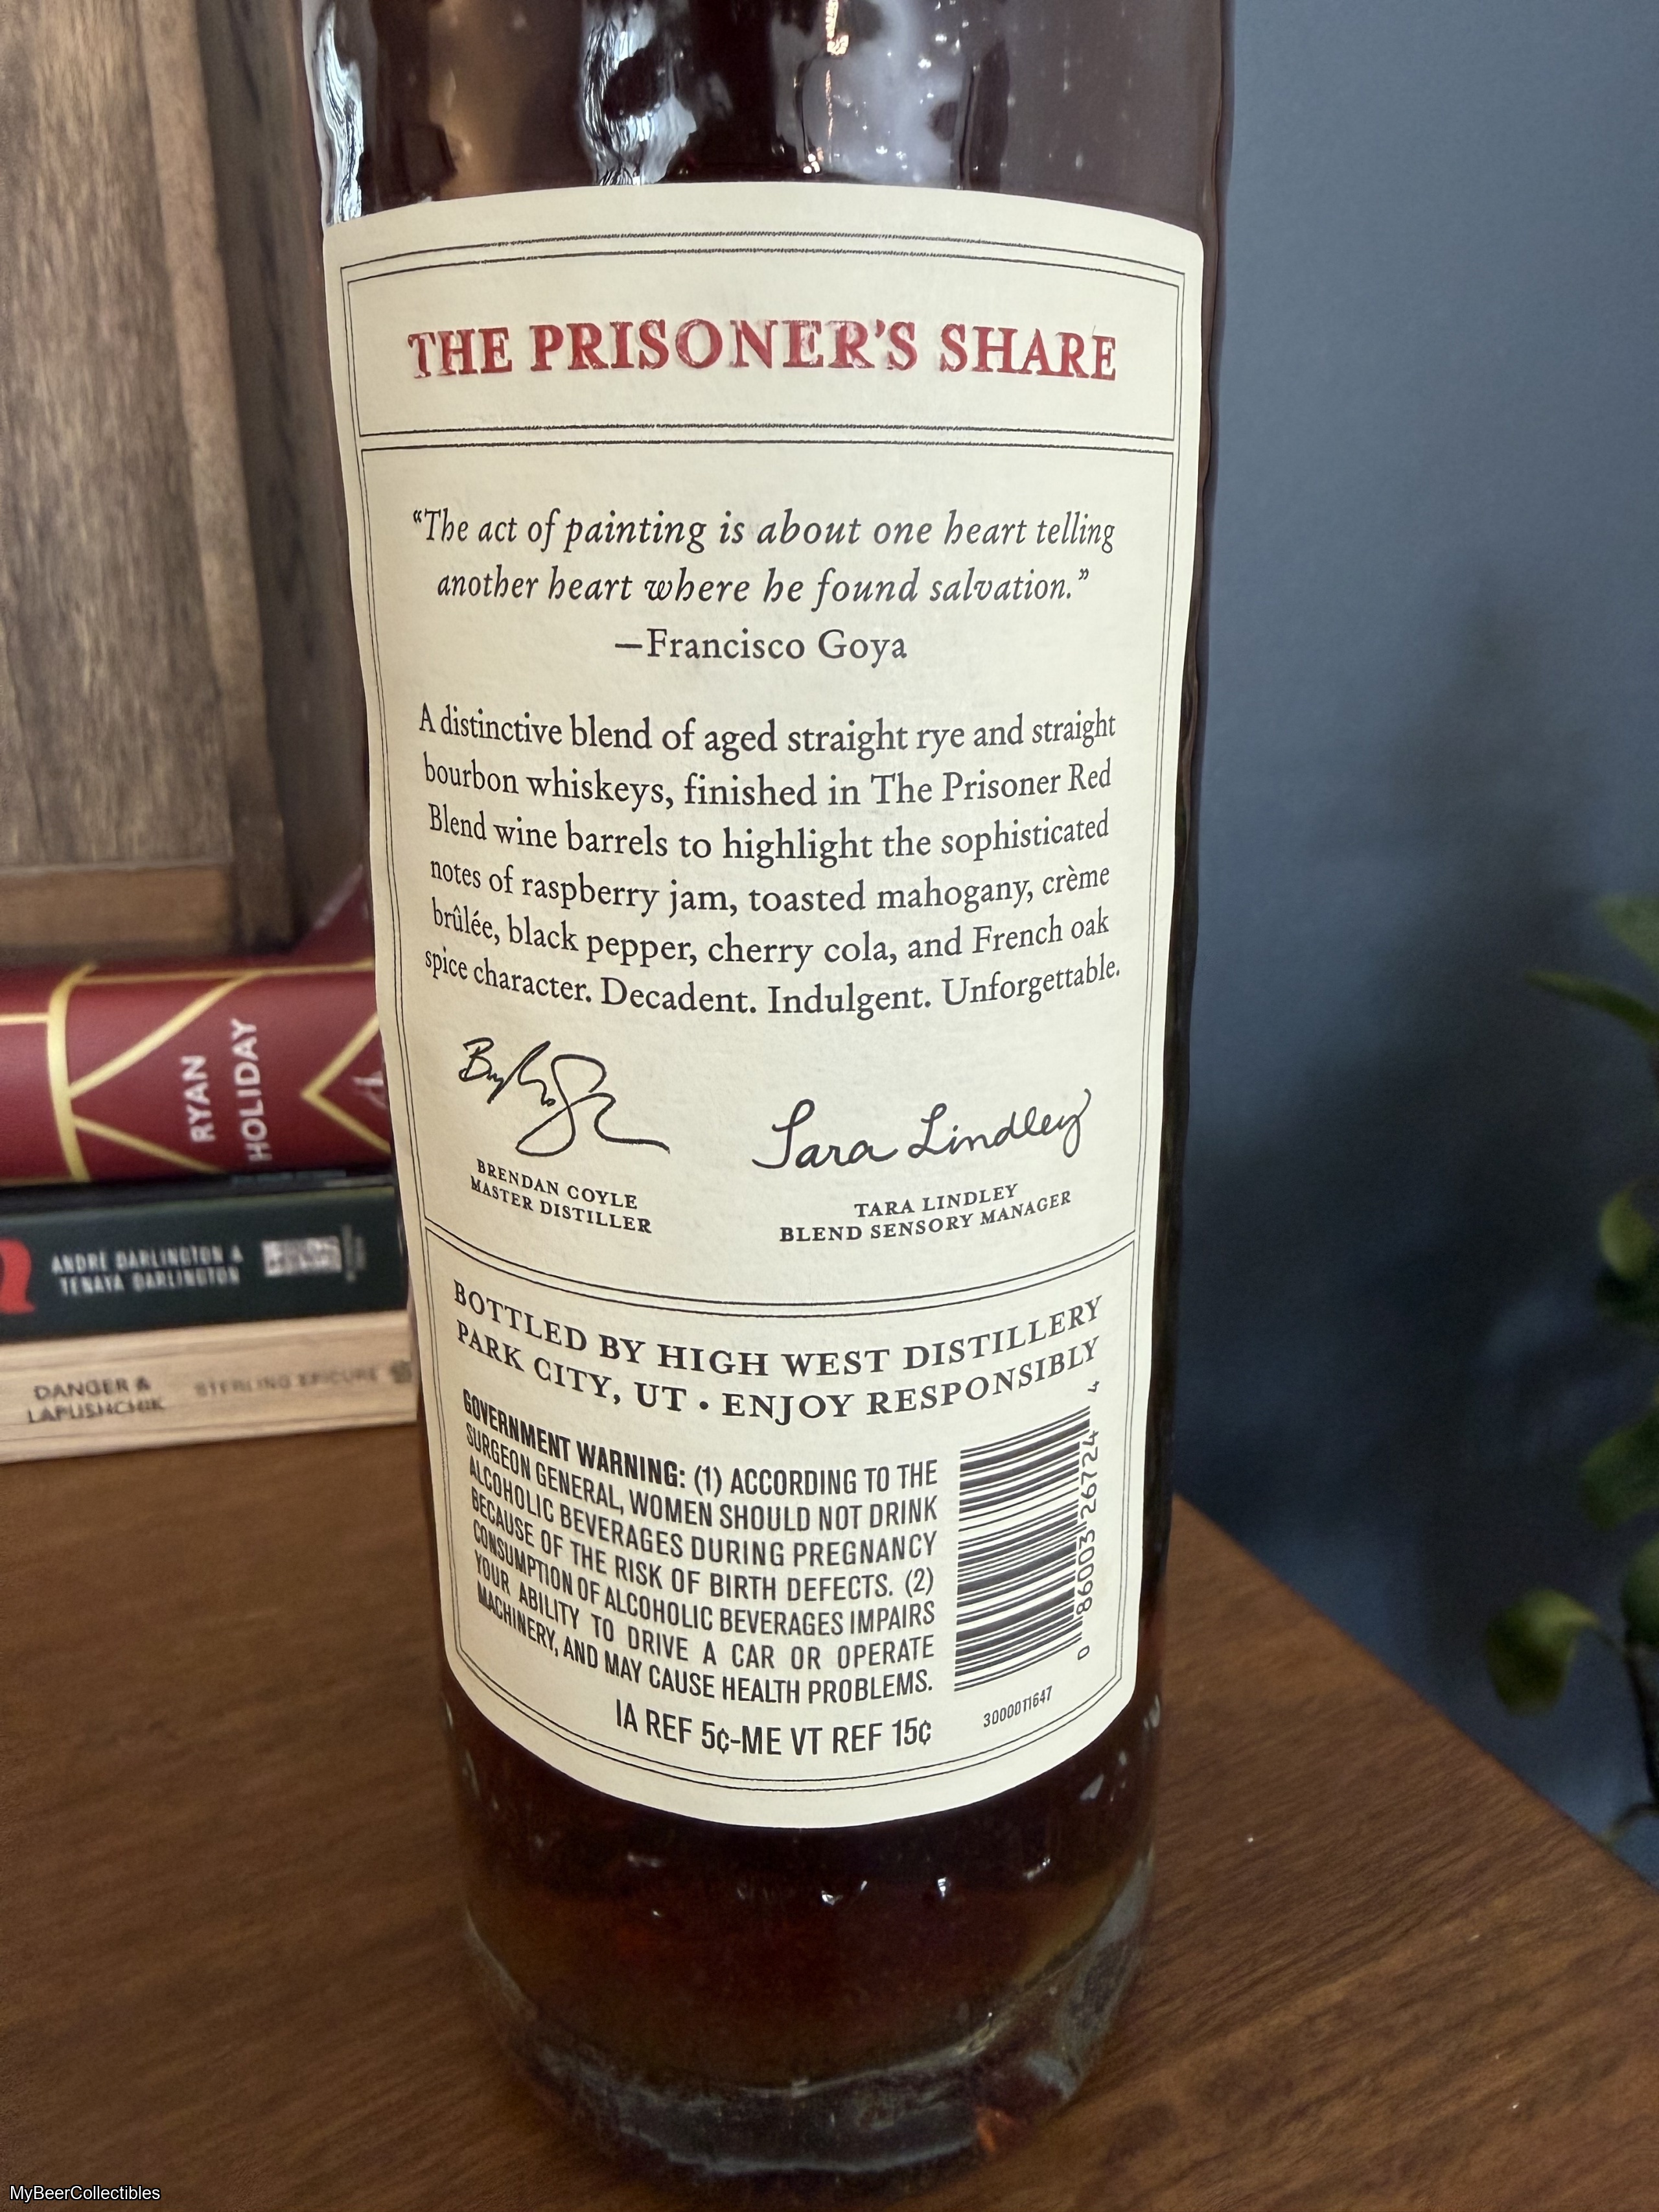 THE PRISONER'S SHARE
“The act of painting is about one heart telling
another heart where he found salvation.”
—Francisco Goya
A distinctive blend of aged straight rye and straight
bourbon whiskeys, finished in The Prisoner Red
Blend wine barrels to highlight the sophisticated
notes of raspberry jam, toasted mahogany, crème
brûlée, black pepper, cherry cola, and French oak
spice character. Decadent. Indulgent. Unforgettable.
Tara Lindley
BRENDAN COYLE
MASTER DISTILLER
TARA LINDLEY
BLEND SENSORY MANAGER
BOTTLED BY HIGH WEST DISTILLERY
PARK CITY, UT • ENJOY RESPONSIBLY
GOVERNMENT WARNING: (1) ACCORDING TO THE
SURGEON GENERAL, WOMEN SHOULD NOT DRINK
ALCOHOLIC BEVERAGES DURING PREGNANCY
BECAUSE OF THE RISK OF BIRTH DEFECTS. (2)
CONSUMPTION OF ALCOHOLIC BEVERAGES IMPAIRS
YOUR ABILITY TO DRIVE A CAR OR OPERATE
MACHINERY, AND MAY CAUSE HEALTH PROBLEMS.
IA REF 5¢-ME VT REF 15¢
0 86003 26724 4
3000011647
RYAN
HOLIDAY
ANDRÉ DARLINGTON &
TENAYA DARLINGTON
DANGER &
LAPUSHCHIK
STERLING EPICURE
MyBeerCollectibles